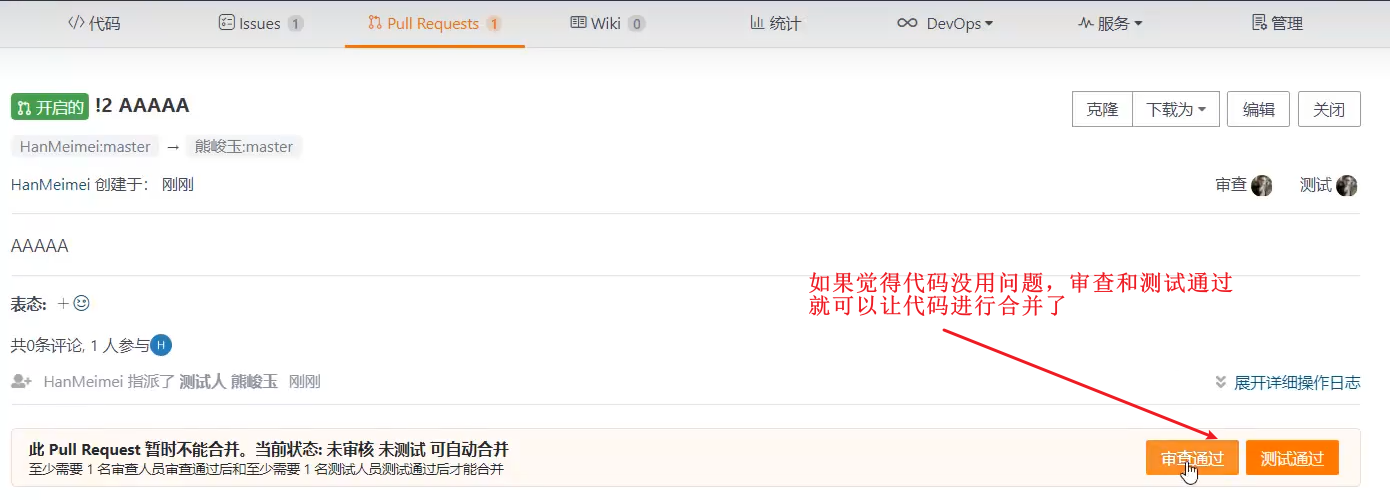 代码 Issues 1 Pull Requests 1 Wiki 0 统计 DevOps 服务 管理
开启的 !2 AAAAA 克隆 下载为 编辑 关闭
HanMeimei:master → 熊峻玉:master
HanMeimei 创建于： 刚刚 审查 测试
AAAAA
如果觉得代码没用问题，审查和测试通过
就可以让代码进行合并了
表态:
共0条评论, 1 人参与 H
HanMeimei 指派了 测试人 熊峻玉 刚刚 展开详细操作日志
此 Pull Request 暂时不能合并。当前状态: 未审核 未测试 可自动合并
至少需要 1 名审查人员审查通过后和至少需要 1 名测试人员测试通过后才能合并
审查通过 测试通过